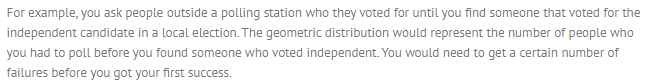 For example, you ask people outside a polling station who they voted for until you find someone that voted for the
independent candidate in a local election. The geometric distribution would represent the number of people who
you had to poll before you found someone who voted independent. You would need to get a certain number of
failures before you got your first success.